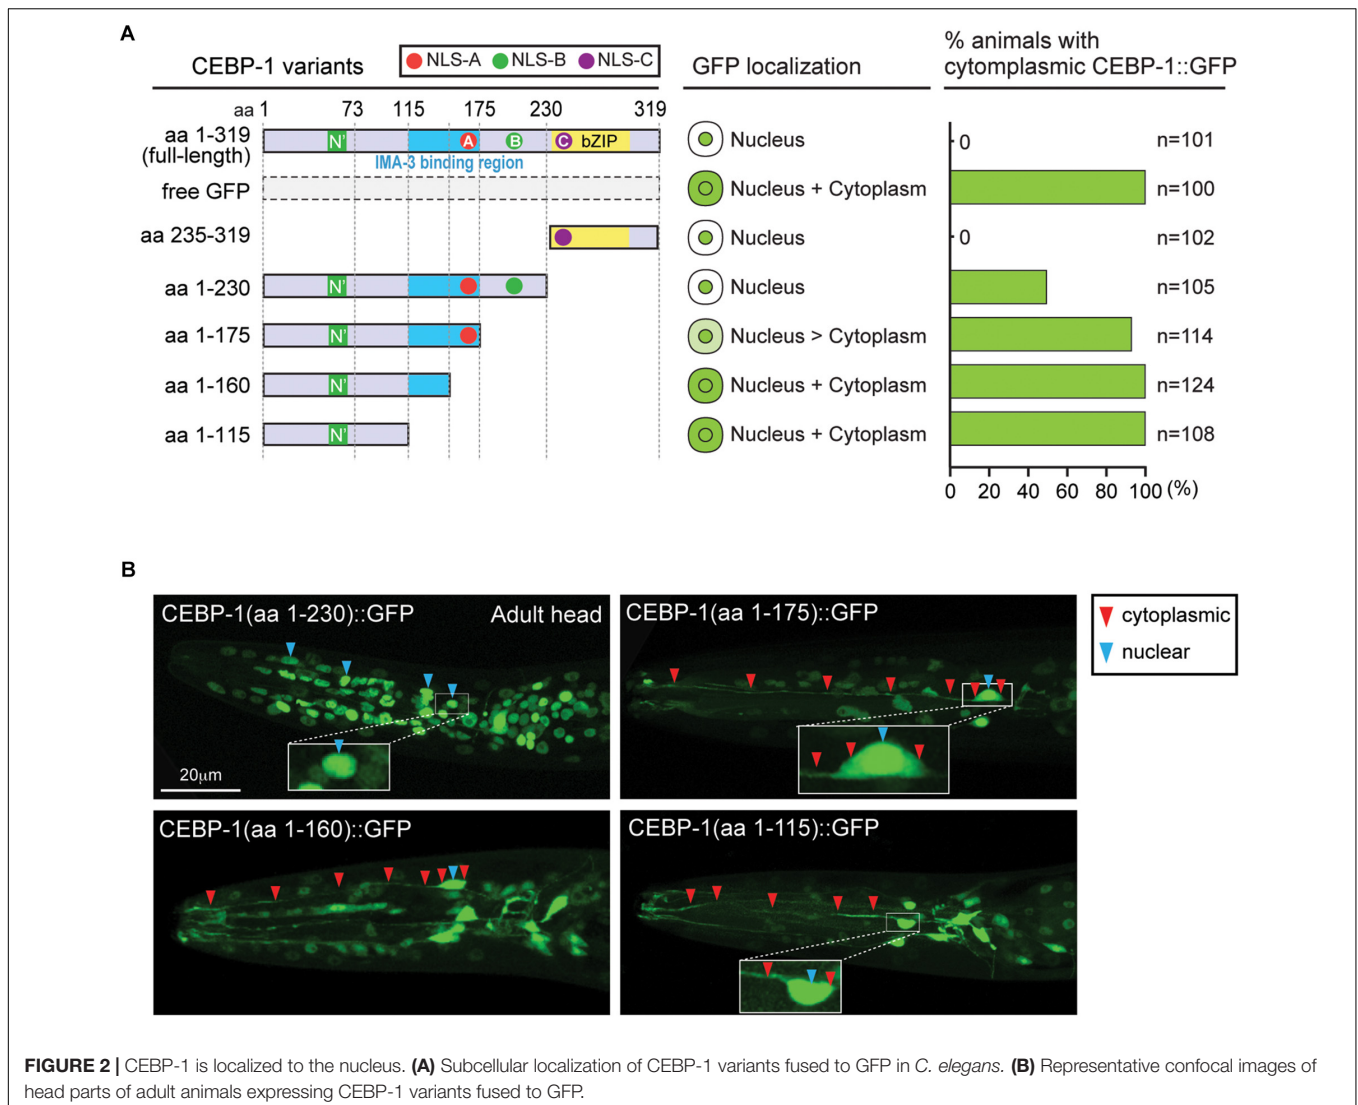 A
CEBP-1 variants
NLS-A NLS-B NLS-C
GFP localization
% animals with
cytomplasmic CEBP-1::GFP
aa 1 73 115 175 230 319
aa 1-319
(full-length)
N' A B C bZIP
IMA-3 binding region
Nucleus
0
n=101
free GFP
Nucleus + Cytoplasm
n=100
aa 235-319
Nucleus
0
n=102
aa 1-230
N'
Nucleus
n=105
aa 1-175
N'
Nucleus > Cytoplasm
n=114
aa 1-160
N'
Nucleus + Cytoplasm
n=124
aa 1-115
N'
Nucleus + Cytoplasm
n=108
0 20 40 60 80 100 (%)
B
CEBP-1(aa 1-230)::GFP Adult head
20μm
CEBP-1(aa 1-175)::GFP
cytoplasmic
nuclear
CEBP-1(aa 1-160)::GFP
CEBP-1(aa 1-115)::GFP
FIGURE 2 | CEBP-1 is localized to the nucleus. (A) Subcellular localization of CEBP-1 variants fused to GFP in C. elegans. (B) Representative confocal images of
head parts of adult animals expressing CEBP-1 variants fused to GFP.